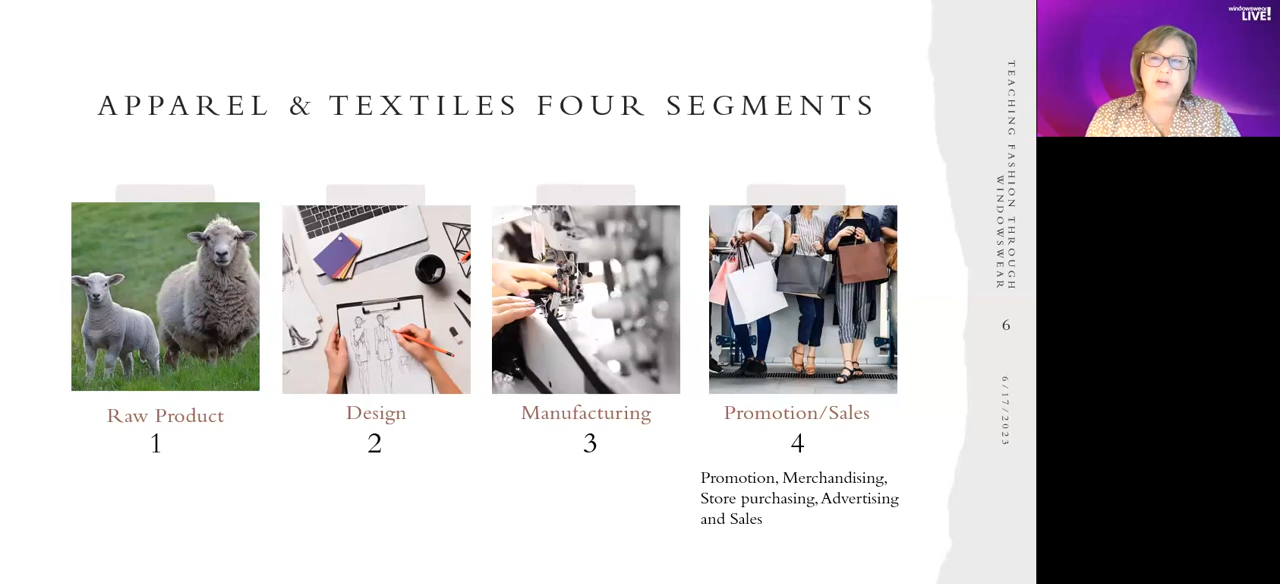 APPAREL & TEXTILES FOUR SEGMENTS
Raw Product
1
Design
2
Manufacturing
3
Promotion/Sales
4
Promotion, Merchandising,
Store purchasing, Advertising
and Sales
TEACHING FASHION THROUGH
WINDOWSWEAR
6
6/17/2023
windowswear
LIVE!